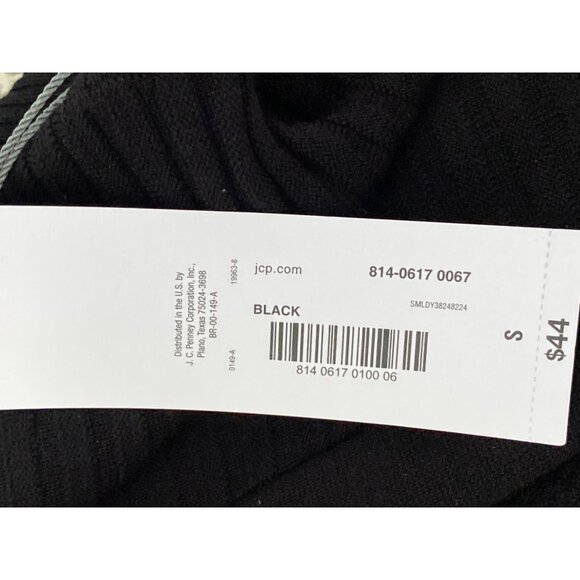 jcp.com
814-0617 0067
SMLDY38248224
BLACK
814 0617 0100 06
S
$44
Distributed in the U.S. by
J. C. Penney Corporation, Inc.,
Plano, Texas 75024-3698
BR-00-149-A
0149-A
19963-8